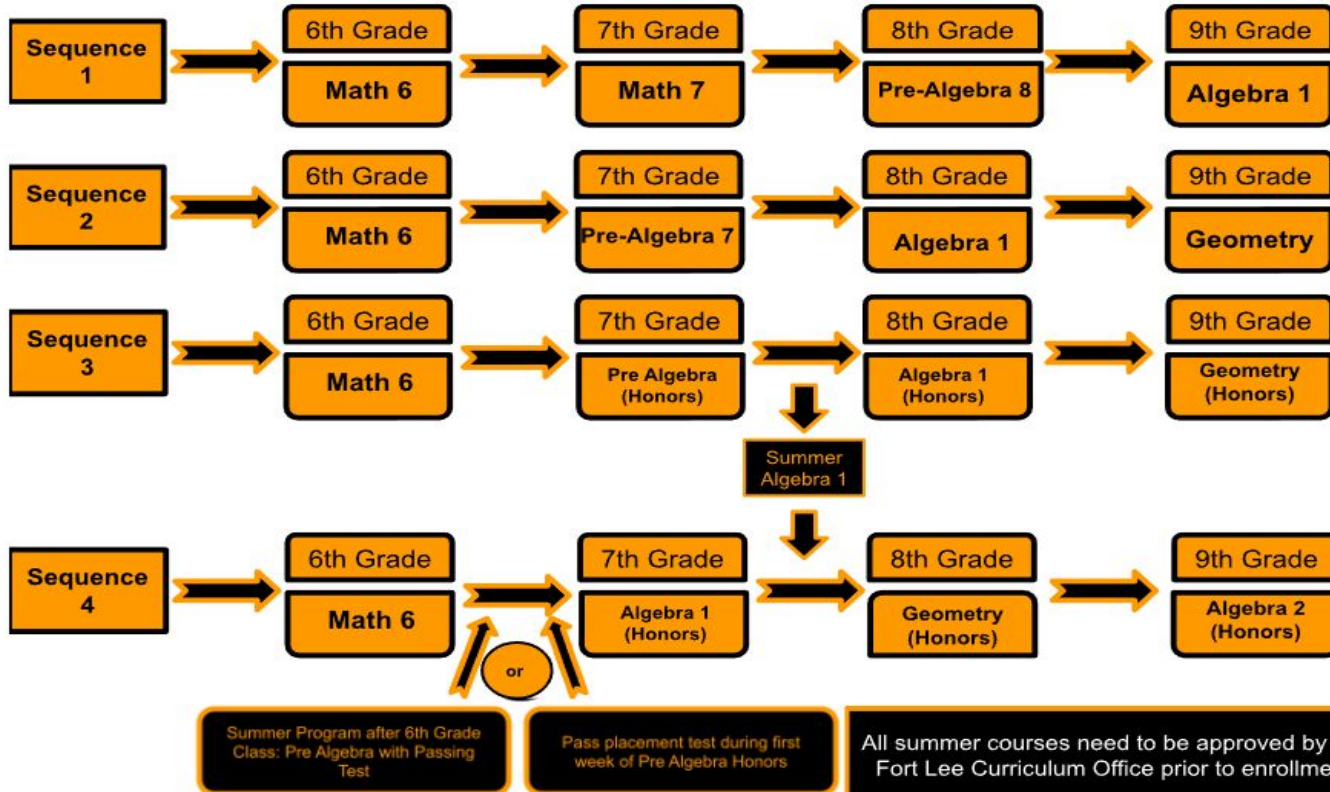 Sequence
1
6th Grade
Math 6
7th Grade
Math 7
8th Grade
Pre-Algebra 8
9th Grade
Algebra 1
Sequence
2
6th Grade
Math 6
7th Grade
Pre-Algebra 7
8th Grade
Algebra 1
9th Grade
Geometry
Sequence
3
6th Grade
Math 6
7th Grade
Pre Algebra
(Honors)
8th Grade
Algebra 1
(Honors)
9th Grade
Geometry
(Honors)
Summer
Algebra 1
Sequence
4
6th Grade
Math 6
7th Grade
Algebra 1
(Honors)
8th Grade
Geometry
(Honors)
9th Grade
Algebra 2
(Honors)
or
Summer Program after 6th Grade
Class: Pre Algebra with Passing
Test
Pass placement test during first
week of Pre Algebra Honors
All summer courses need to be approved by
Fort Lee Curriculum Office prior to enrollme